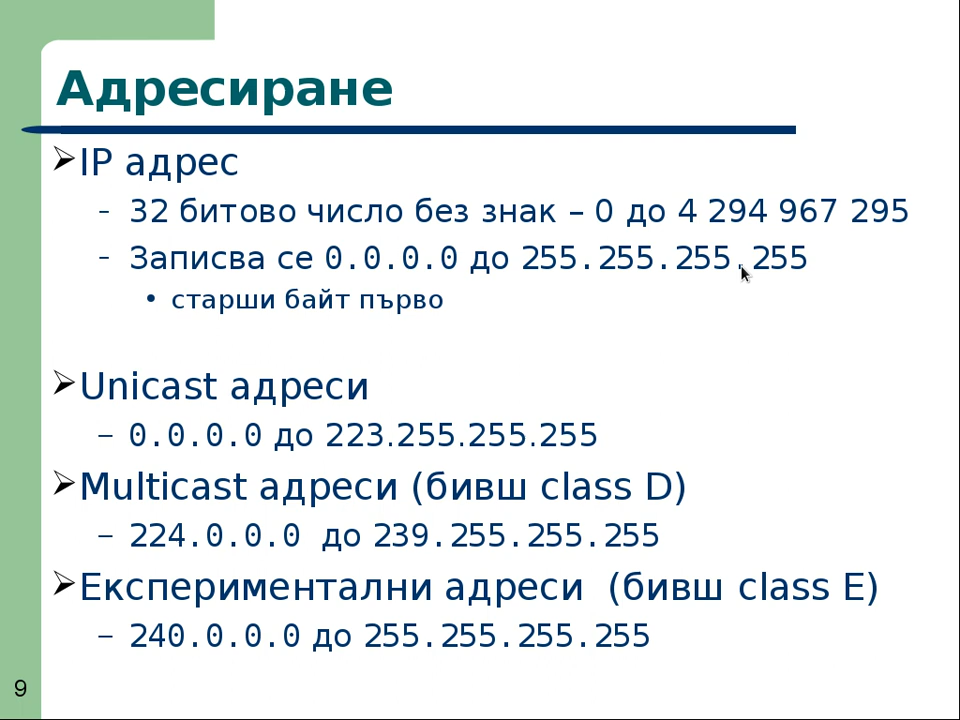 Адресиране
IP адрес
– 32 битово число без знак – 0 до 4 294 967 295
– Записва се 0.0.0.0 до 255.255.255.255
• старши байт първо
Unicast адреси
– 0.0.0.0 до 223.255.255.255
Multicast адреси (бивш class D)
– 224.0.0.0 до 239.255.255.255
Експериментални адреси (бивш class E)
– 240.0.0.0 до 255.255.255.255
9